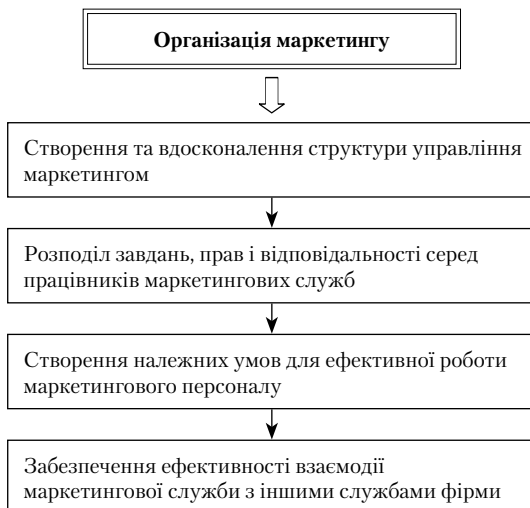 Організація маркетингу
Створення та вдосконалення структури управління
маркетингом
Розподіл завдань, прав і відповідальності серед
працівників маркетингових служб
Створення належних умов для ефективної роботи
маркетингового персоналу
Забезпечення ефективності взаємодії
маркетингової служби з іншими службами фірми